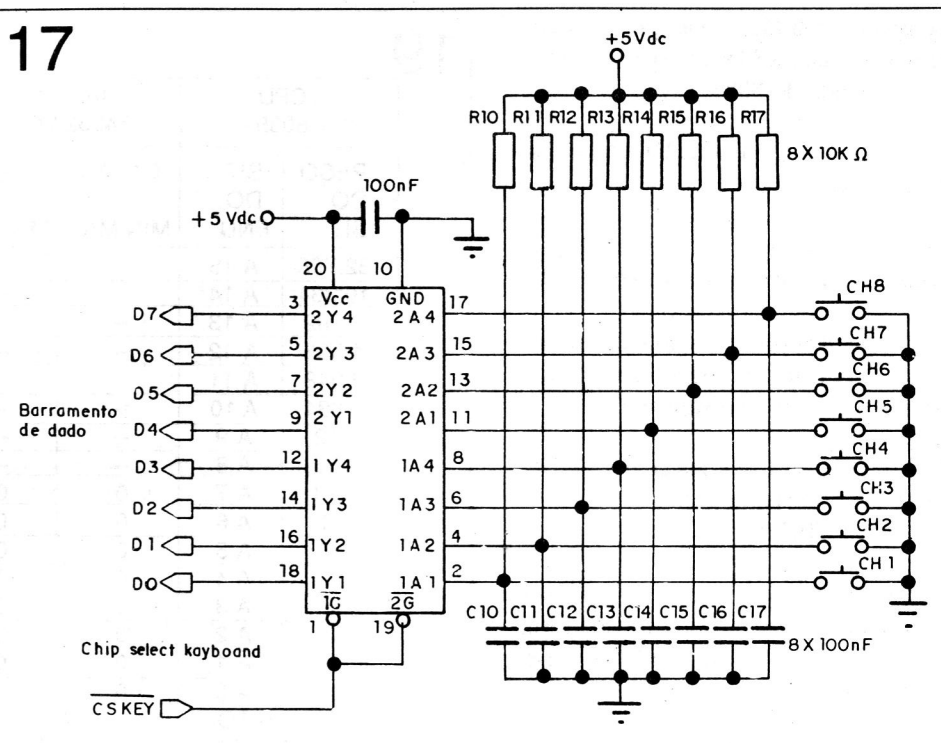 17
+5Vdc
R10 R11 R12 R13 R14 R15 R16 R17
8 X 10K Ω
100nF
+5 Vdc
20 10
Vcc GND
D7 3 2Y4 2A4 17 CH8
D6 5 2Y3 2A3 15 CH7
D5 7 2Y2 2A2 13 CH6
D4 9 2Y1 2A1 11 CH5
Barramento
de dado
D3 12 1Y4 1A4 8 CH4
D2 14 1Y3 1A3 6 CH3
D1 16 1Y2 1A2 4 CH2
D0 18 1Y1 1A1 2 CH1
1G 2G
1 19
C10 C11 C12 C13 C14 C15 C16 C17
8 X 100nF
Chip select kayboard
CSKEY